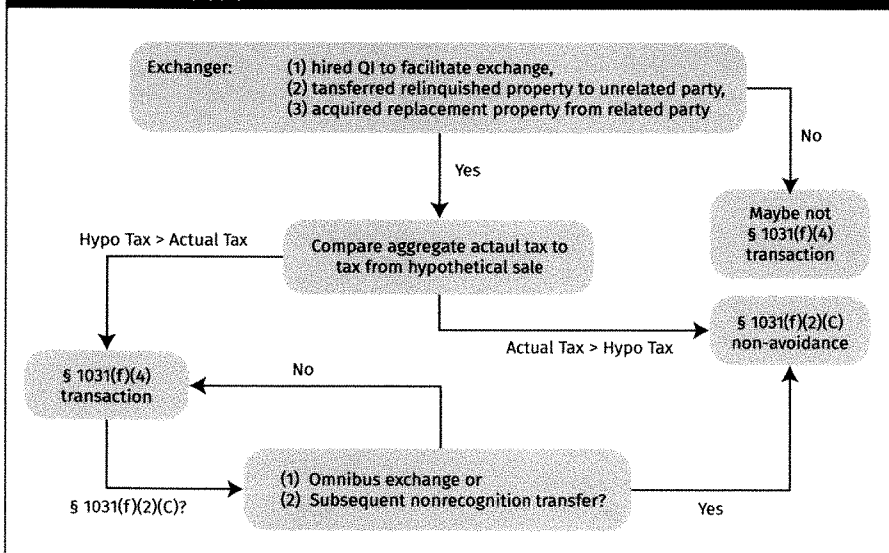 Exchanger: (1) hired QI to facilitate exchange,
(2) tansferred relinquished property to unrelated party,
(3) acquired replacement property from related party
No
Yes
Maybe not
§ 1031(f)(4)
transaction
Hypo Tax > Actual Tax
Compare aggregate actaul tax to
tax from hypothetical sale
Actual Tax > Hypo Tax
§ 1031(f)(2)(C)
non-avoidance
§ 1031(f)(4)
transaction
No
§ 1031(f)(2)(C)?
(1) Omnibus exchange or
(2) Subsequent nonrecognition transfer?
Yes